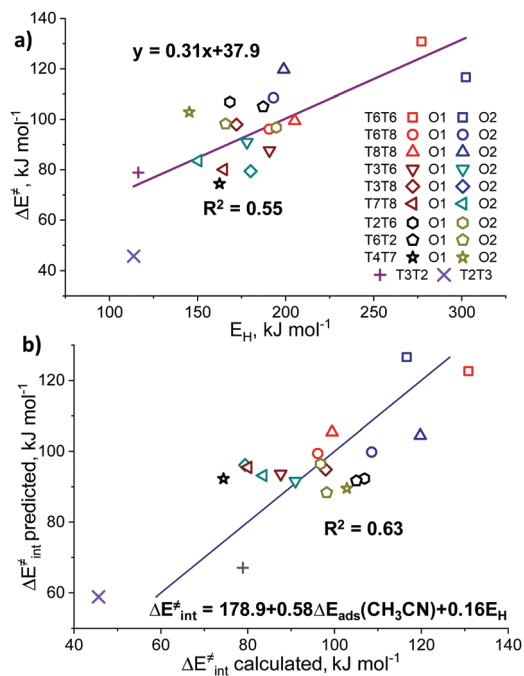 a)
y = 0.31x+37.9
R² = 0.55
ΔE≠, kJ mol⁻¹
140
120
100
80
60
40
T6T6 O1 O2
T6T8 O1 O2
T8T8 O1 O2
T3T6 O1 O2
T3T8 O1 O2
T7T8 O1 O2
T2T6 O1 O2
T6T2 O1 O2
T4T7 O1 O2
T3T2 T2T3
100 150 200 250 300
E_H, kJ mol⁻¹
b)
ΔE≠int predicted, kJ mol⁻¹
120
100
80
60
R² = 0.63
ΔE≠int = 178.9+0.58ΔEads(CH₃CN)+0.16E_H
40 60 80 100 120 140
ΔE≠int calculated, kJ mol⁻¹